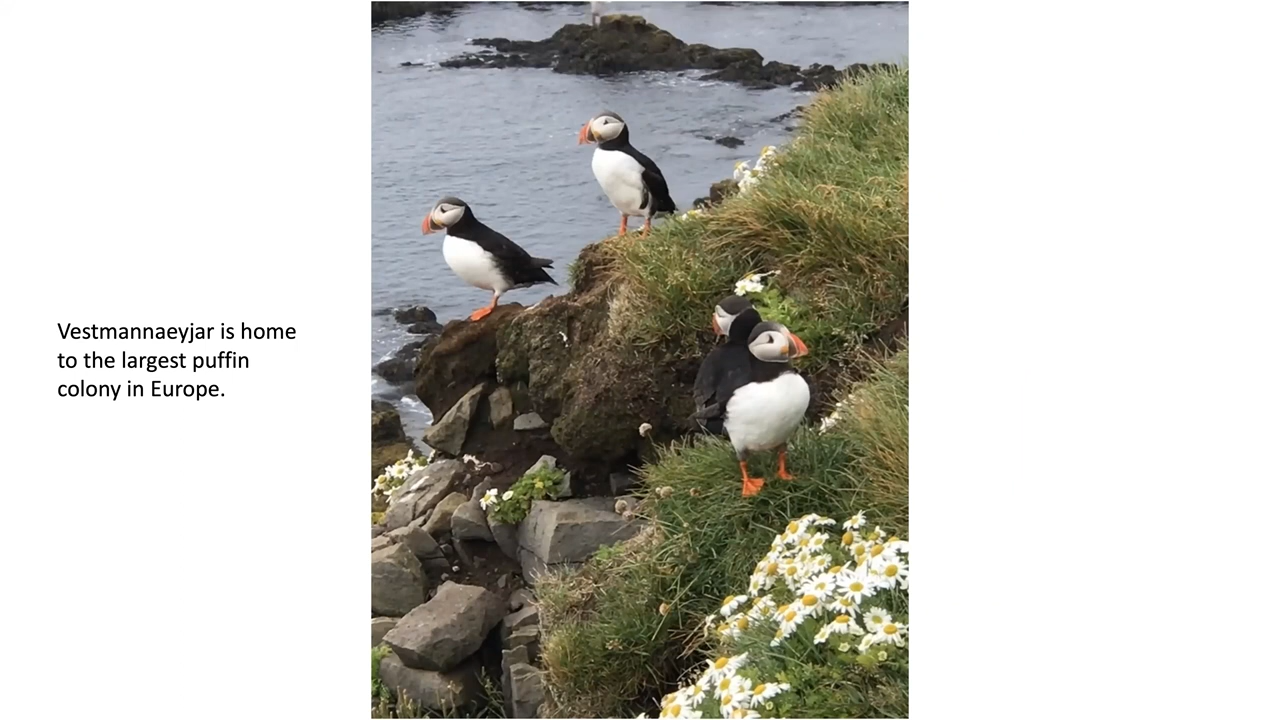 Vestmannaeyjar is home
to the largest puffin
colony in Europe.